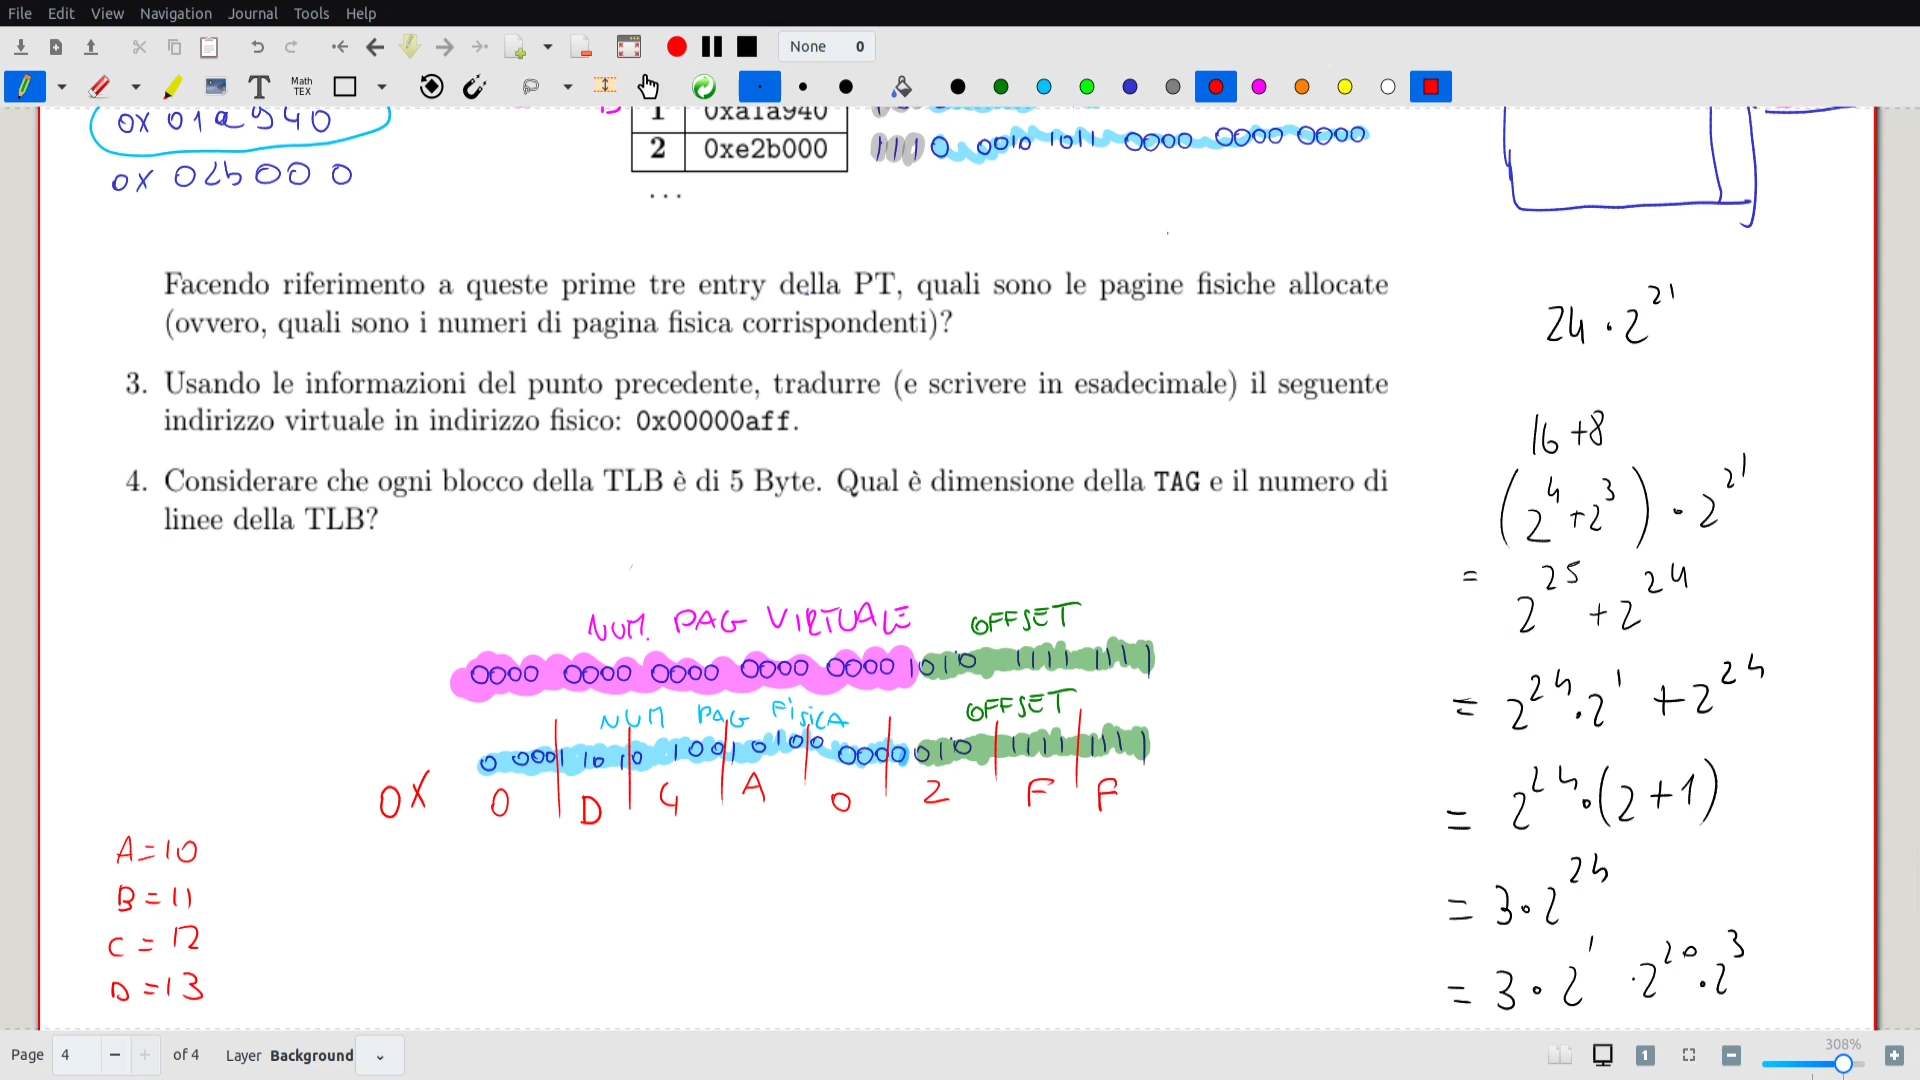 File Edit View Navigation Journal Tools Help
None 0
T Math TEX
0x 01a940
1 0xa1a940
2 0xe2b000 1110 0010 1011 0000 0000 0000
0x 02b000
...
Facendo riferimento a queste prime tre entry della PT, quali sono le pagine fisiche allocate
(ovvero, quali sono i numeri di pagina fisica corrispondenti)?
3. Usando le informazioni del punto precedente, tradurre (e scrivere in esadecimale) il seguente
indirizzo virtuale in indirizzo fisico: 0x00000aff.
4. Considerare che ogni blocco della TLB è di 5 Byte. Qual è dimensione della TAG e il numero di
linee della TLB?
NUM. PAG VIRTUALE OFFSET
0000 0000 0000 0000 0000 1010 1111 1111
NUM PAG FISICA OFFSET
0 0001 1010 1001 0100 0000 010 1111 1111
0X 0 D 4 A 0 2 F F
A=10
B=11
C=12
D=13
24 · 2^21
16+8
(2^4+2^3) · 2^21
= 2^25 + 2^24
= 2^24 · 2^1 + 2^24
= 2^24 · (2+1)
= 3 · 2^24
= 3 · 2^1 · 2^20 · 2^3
Page 4 of 4 Layer Background 1 308%